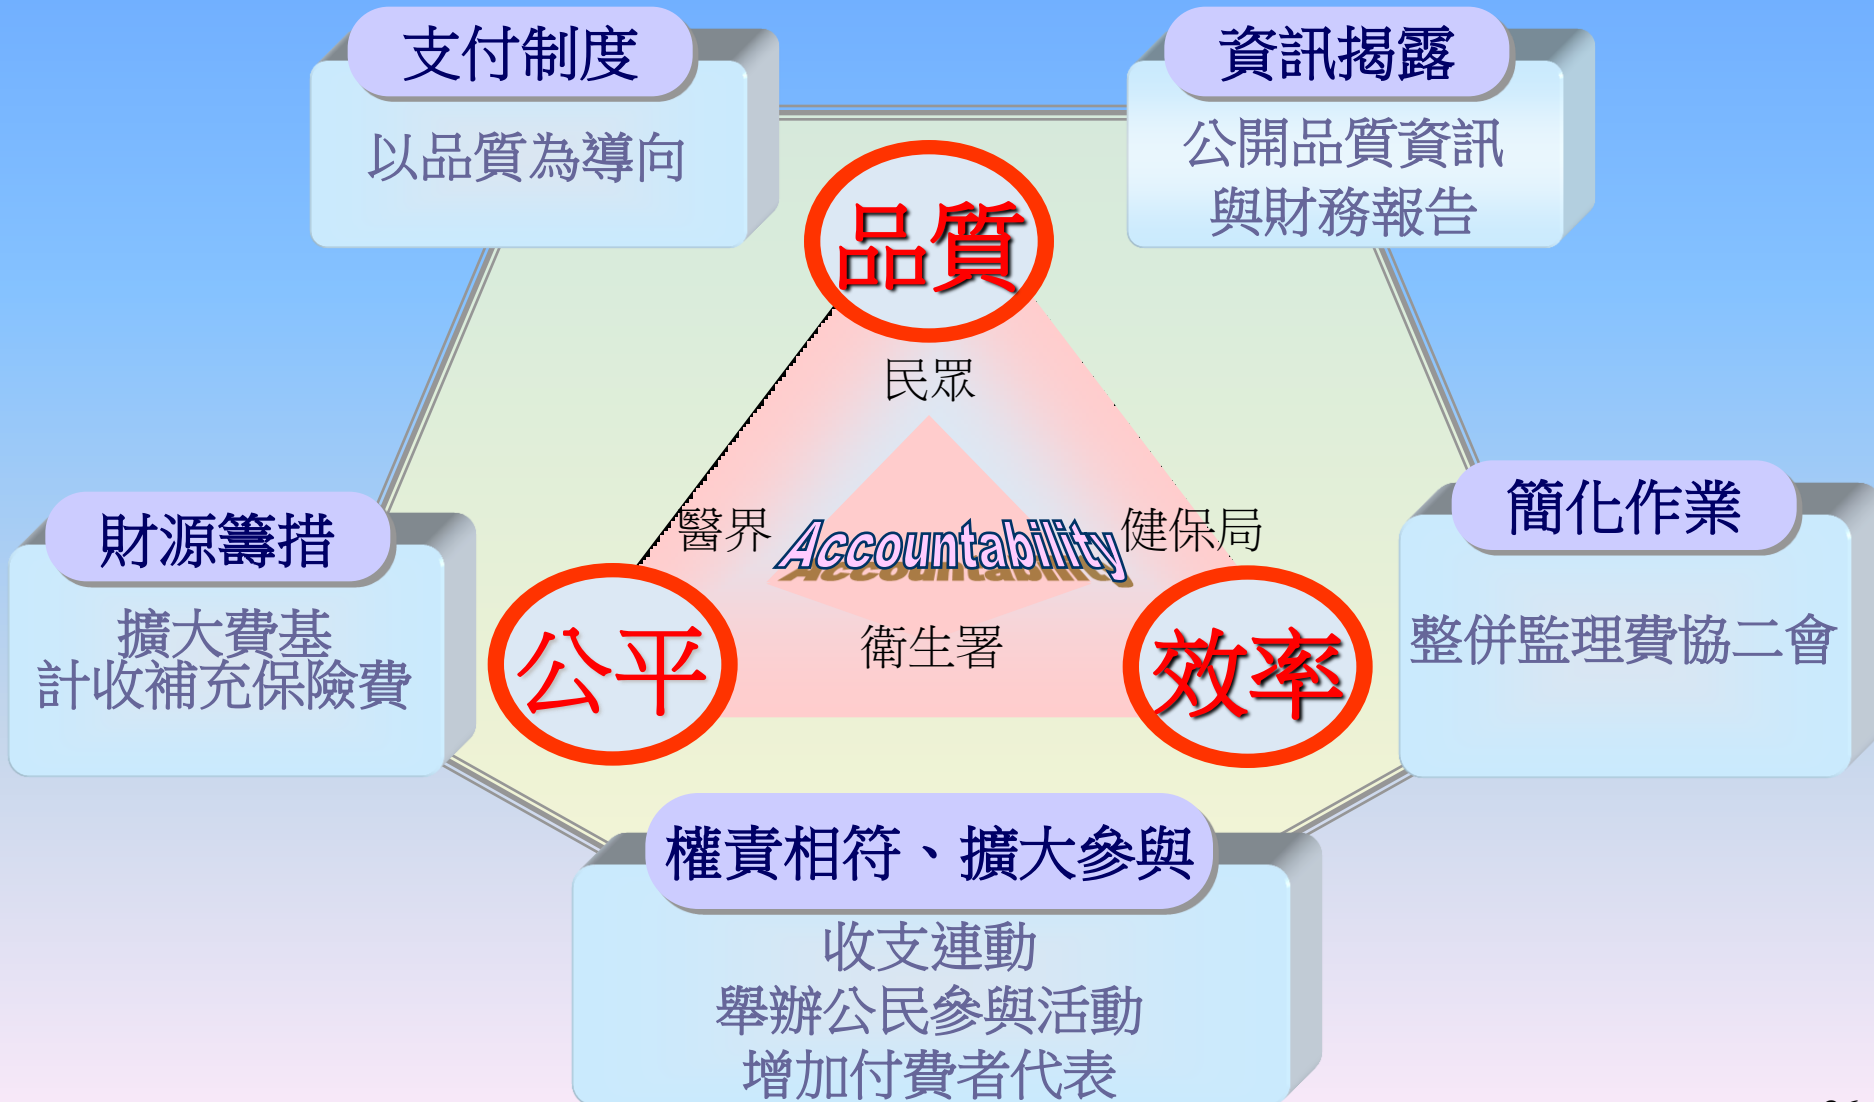 支付制度
以品質為導向
資訊揭露
公開品質資訊
與財務報告
品質
民眾
醫界
Accountability
健保局
衛生署
公平
效率
財源籌措
擴大費基
計收補充保險費
簡化作業
整併監理費協二會
權責相符、擴大參與
收支連動
舉辦公民參與活動
增加付費者代表